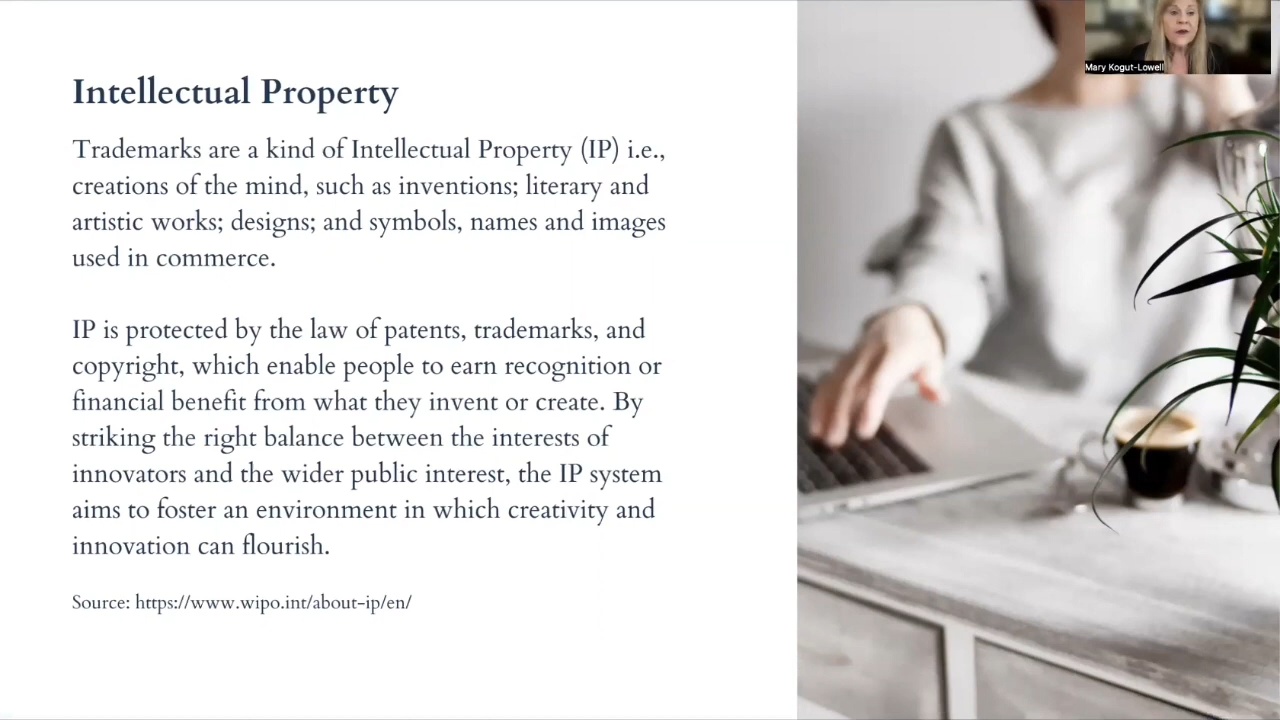 Intellectual Property
Trademarks are a kind of Intellectual Property (IP) i.e.,
creations of the mind, such as inventions; literary and
artistic works; designs; and symbols, names and images
used in commerce.
IP is protected by the law of patents, trademarks, and
copyright, which enable people to earn recognition or
financial benefit from what they invent or create. By
striking the right balance between the interests of
innovators and the wider public interest, the IP system
aims to foster an environment in which creativity and
innovation can flourish.
Source: https://www.wipo.int/about-ip/en/
Mary Kogut-Lowell